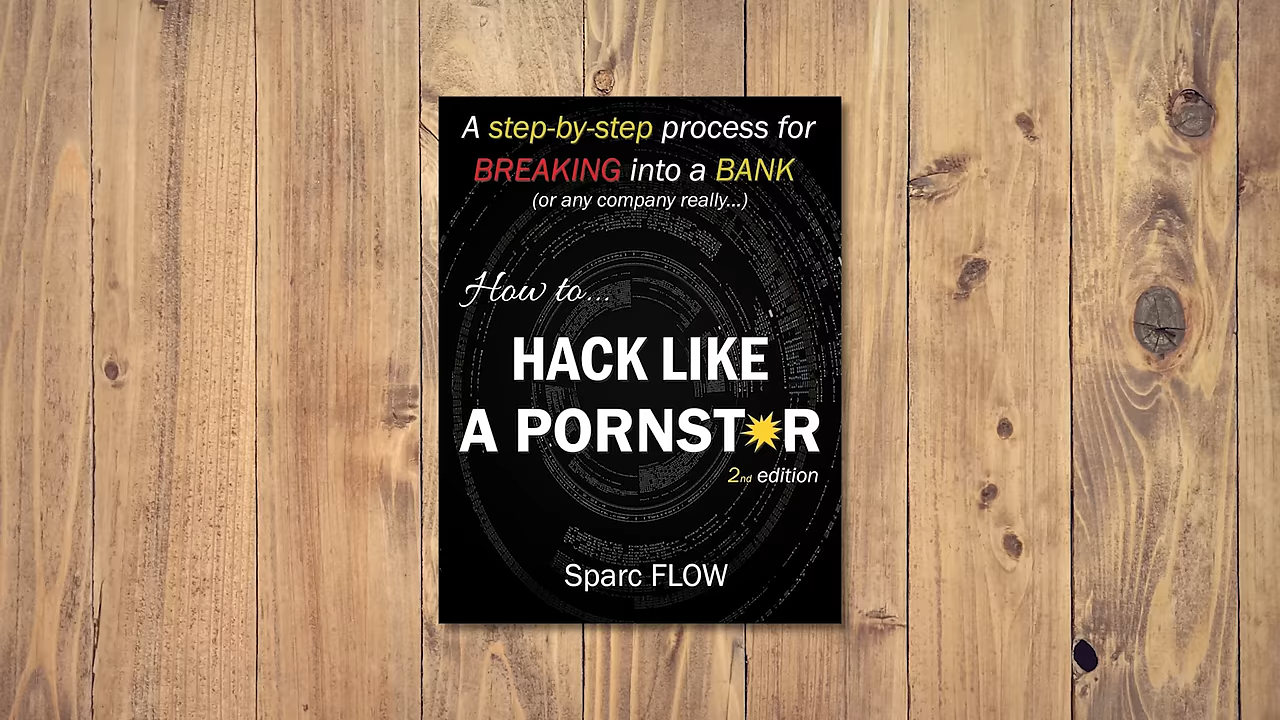 A step-by-step process for
BREAKING into a BANK
(or any company really...)
How to...
HACK LIKE
A PORNST✹R
2nd edition
Sparc FLOW